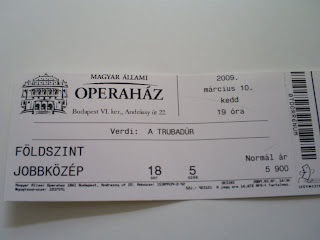 MAGYAR ÁLLAMI
OPERAHÁZ
Budapest VI. ker., Andrássy út 22.
2009.
március 10.
kedd
19 óra
Verdi: A TRUBADÚR
FÖLDSZINT
JOBBKÖZÉP
18
5
Normál ár
5 900